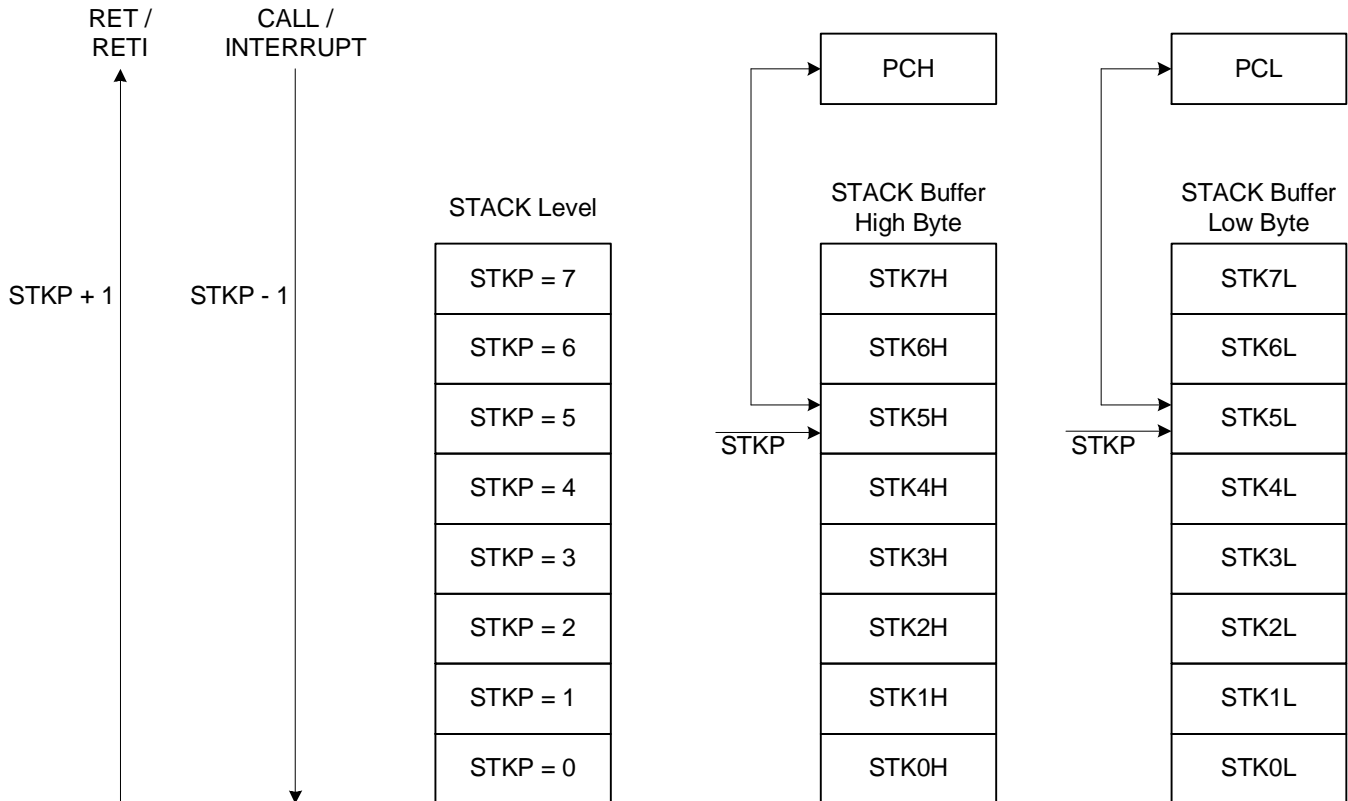 RET /
RETI
CALL /
INTERRUPT
PCH
PCL
STACK Level
STACK Buffer
High Byte
STACK Buffer
Low Byte
STKP + 1
STKP - 1
STKP = 7
STK7H
STK7L
STKP = 6
STK6H
STK6L
STKP = 5
STK5H
STK5L
STKP
STKP
STKP = 4
STK4H
STK4L
STKP = 3
STK3H
STK3L
STKP = 2
STK2H
STK2L
STKP = 1
STK1H
STK1L
STKP = 0
STK0H
STK0L